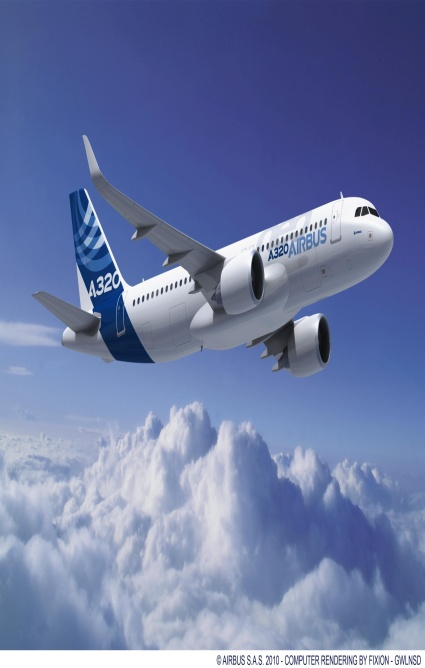 A320 AIRBUS
A320
© AIRBUS S.A.S. 2010 - COMPUTER RENDERING BY FIXION - GWLNSD